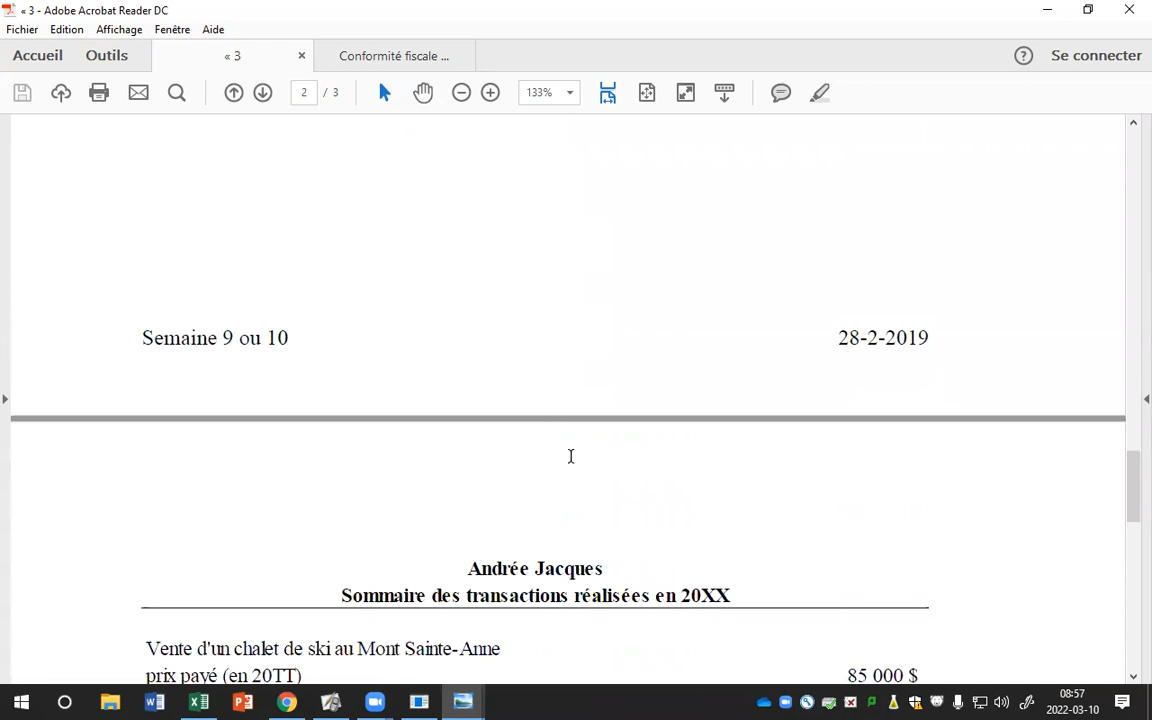 « 3 - Adobe Acrobat Reader DC
Fichier Edition Affichage Fenêtre Aide
Accueil Outils « 3 × Conformité fiscale ... ? Se connecter
2 / 3 133%
Semaine 9 ou 10 28-2-2019
Andrée Jacques
Sommaire des transactions réalisées en 20XX
Vente d'un chalet de ski au Mont Sainte-Anne
prix payé (en 20TT) 85 000 $
08:57
2022-03-10